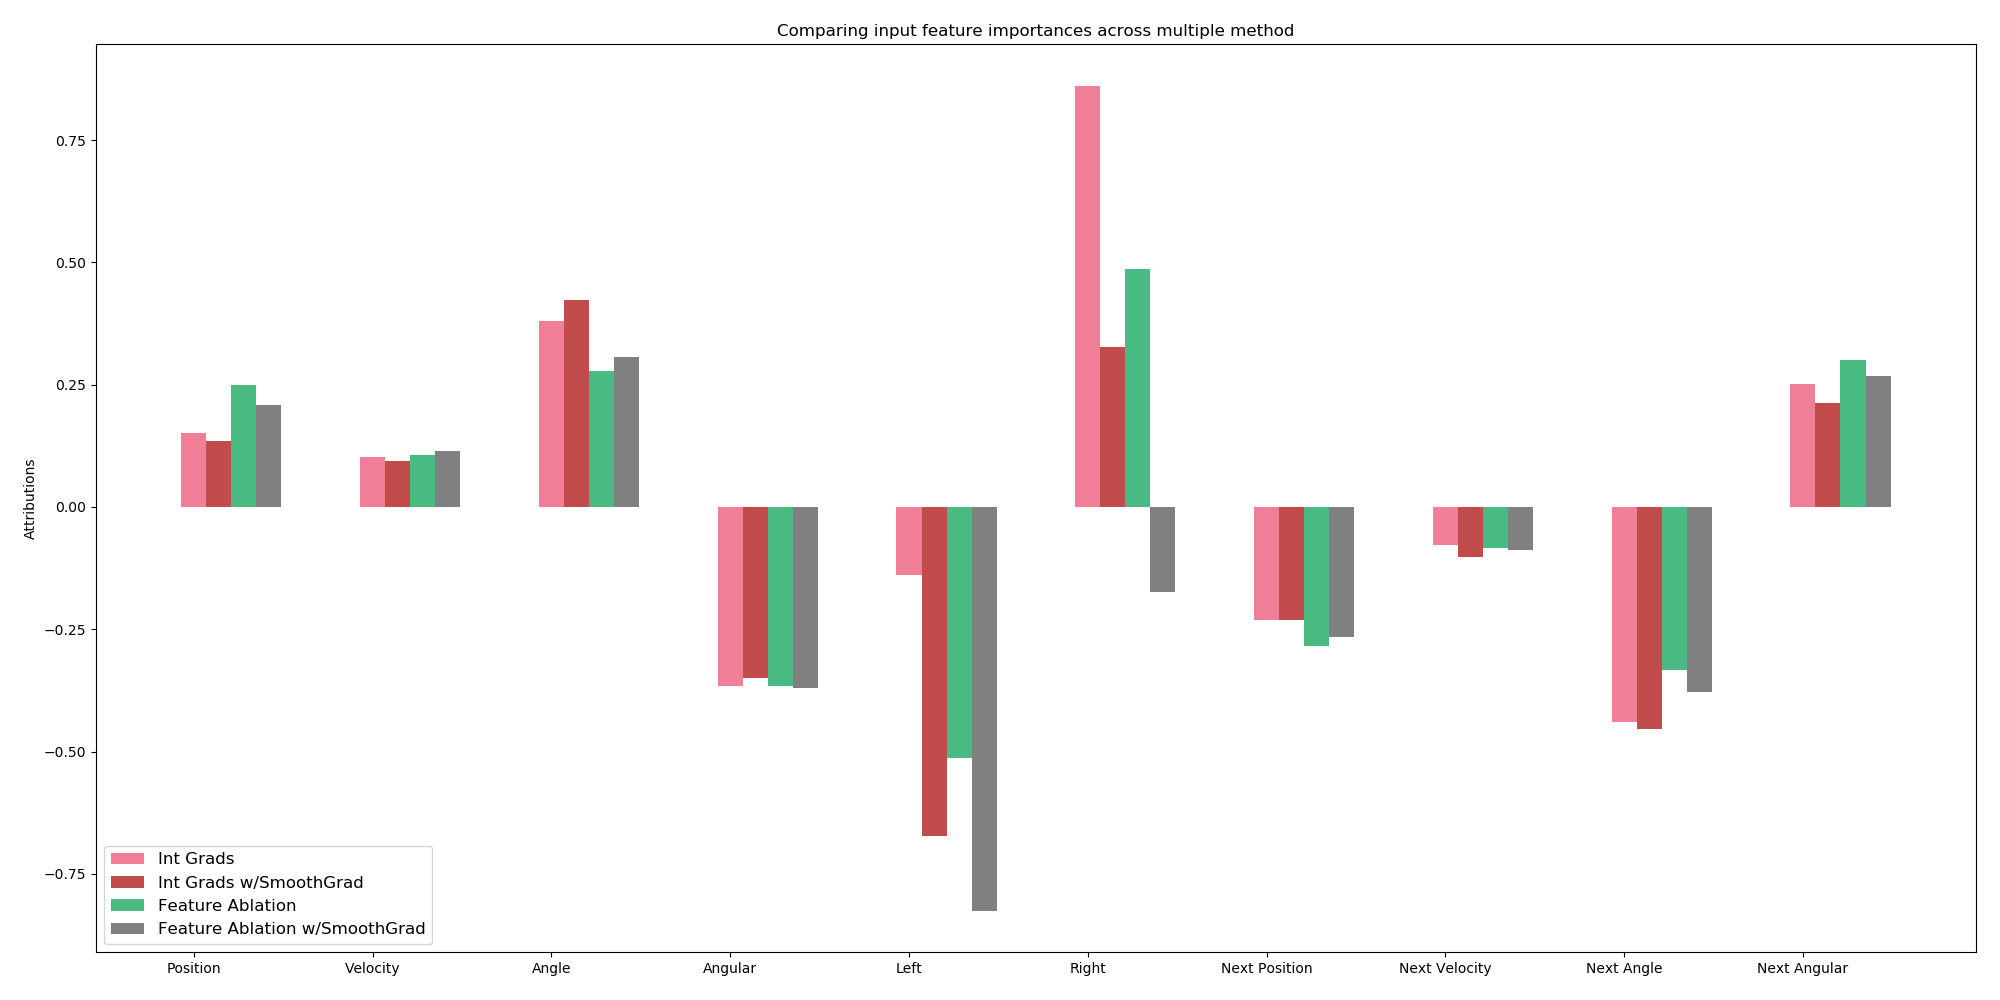 Comparing input feature importances across multiple method
Attributions
0.75
0.50
0.25
0.00
−0.25
−0.50
−0.75
Int Grads
Int Grads w/SmoothGrad
Feature Ablation
Feature Ablation w/SmoothGrad
Position Velocity Angle Angular Left Right Next Position Next Velocity Next Angle Next Angular